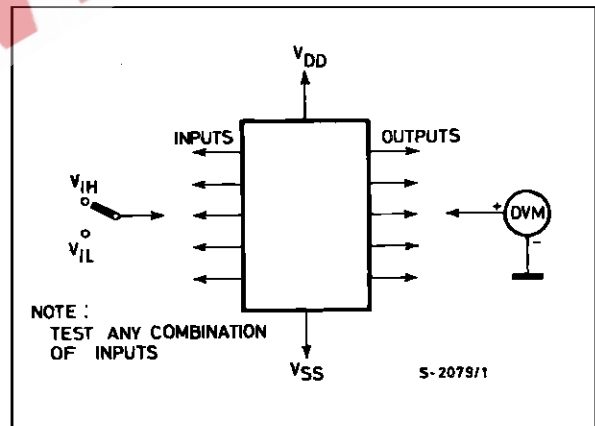 VDD
INPUTS
OUTPUTS
VIH
VIL
+
DVM
-
NOTE :
TEST ANY COMBINATION
OF INPUTS
VSS
S-2079/1